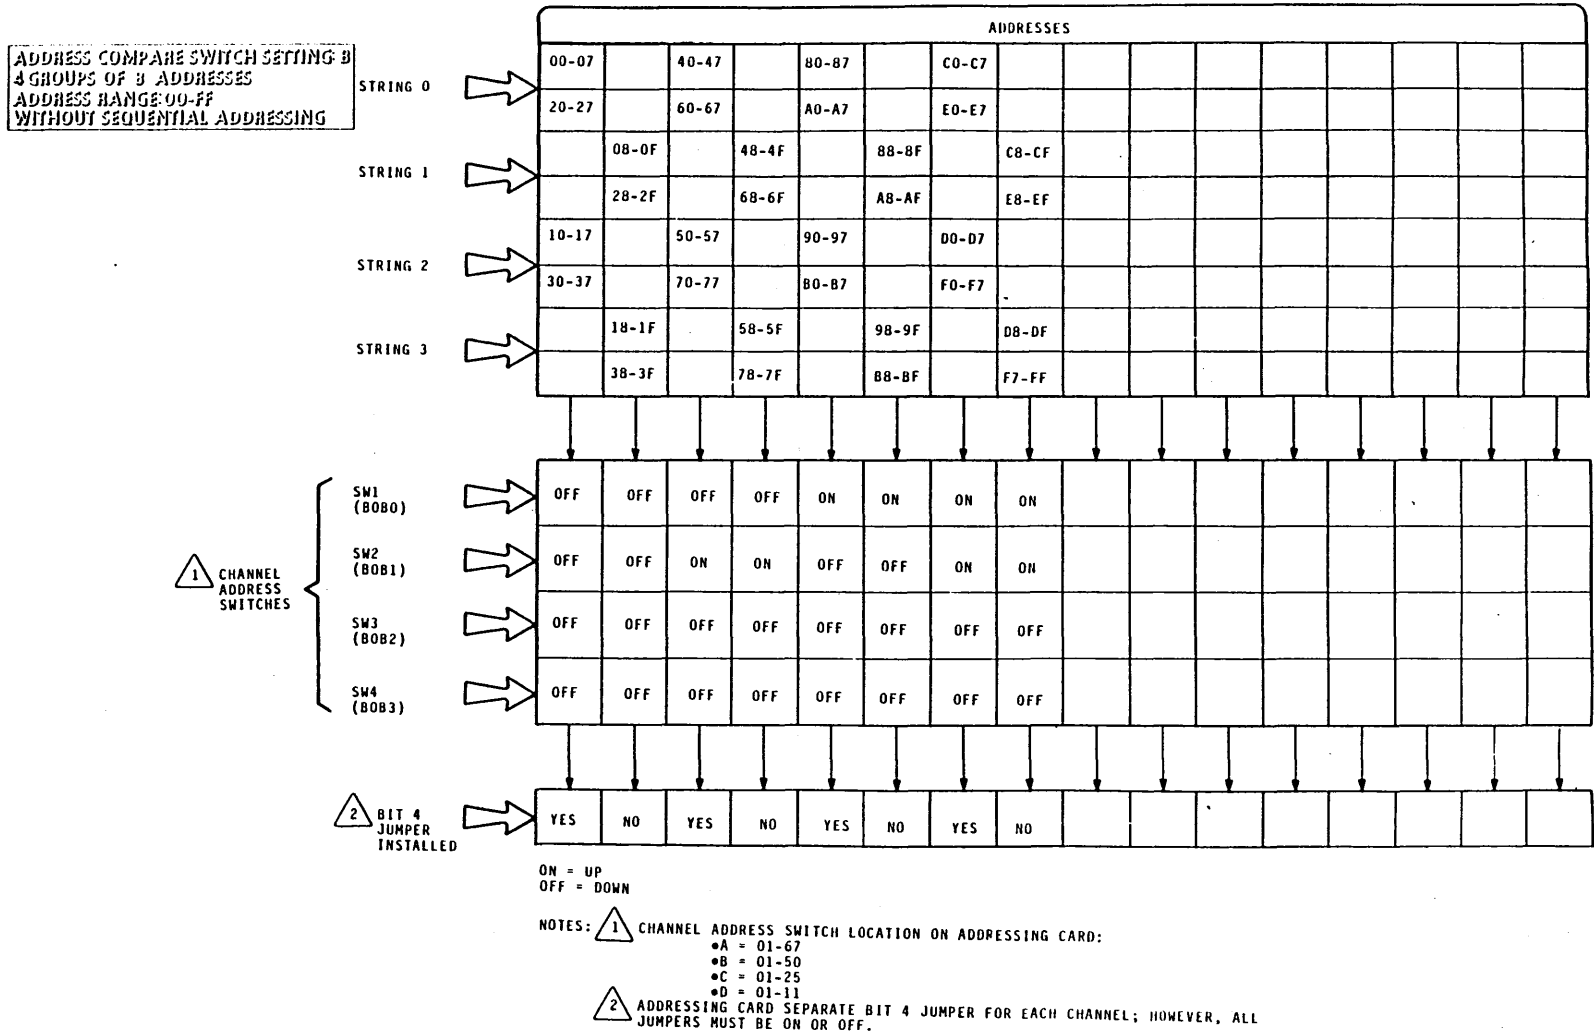 ADDRESSES
ADDRESS COMPARE SWITCH SETTING B
4 GROUPS OF 8 ADDRESSES
ADDRESS RANGE:00-FF
WITHOUT SEQUENTIAL ADDRESSING
STRING 0
00-07 40-47 80-87 C0-C7
20-27 60-67 A0-A7 E0-E7
STRING 1
08-0F 48-4F 88-8F C8-CF
28-2F 68-6F A8-AF E8-EF
STRING 2
10-17 50-57 90-97 D0-D7
30-37 70-77 B0-B7 F0-F7
STRING 3
18-1F 58-5F 98-9F D8-DF
38-3F 78-7F B8-BF F7-FF
1 CHANNEL
ADDRESS
SWITCHES
SW1
(BOB0)
OFF OFF OFF OFF ON ON ON ON
SW2
(BOB1)
OFF OFF ON ON OFF OFF ON ON
SW3
(BOB2)
OFF OFF OFF OFF OFF OFF OFF OFF
SW4
(BOB3)
OFF OFF OFF OFF OFF OFF OFF OFF
2 BIT 4
JUMPER
INSTALLED
YES NO YES NO YES NO YES NO
ON = UP
OFF = DOWN
NOTES: 1 CHANNEL ADDRESS SWITCH LOCATION ON ADDRESSING CARD:
•A = 01-67
•B = 01-50
•C = 01-25
•D = 01-11
2 ADDRESSING CARD SEPARATE BIT 4 JUMPER FOR EACH CHANNEL; HOWEVER, ALL
JUMPERS MUST BE ON OR OFF.